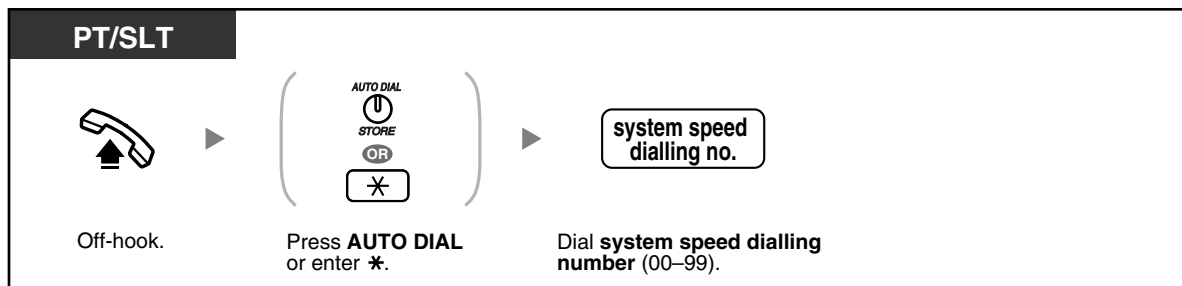 PT/SLT
AUTO DIAL
STORE
OR
*
system speed
dialling no.
Off-hook.
Press AUTO DIAL
or enter *.
Dial system speed dialling
number (00–99).